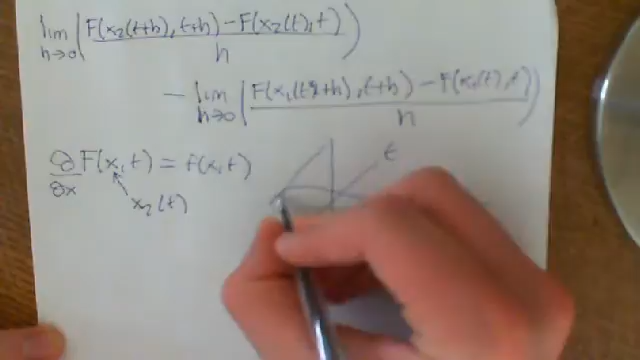 lim h→0 ( F(x₂(t+h), t+h) − F(x₂(t), t) / h )
− lim h→0 ( F(x₁(t+h), t+h) − F(x₁(t), t) / h )
∂/∂x F(x, t) = f(x, t)
x₂(t)
t